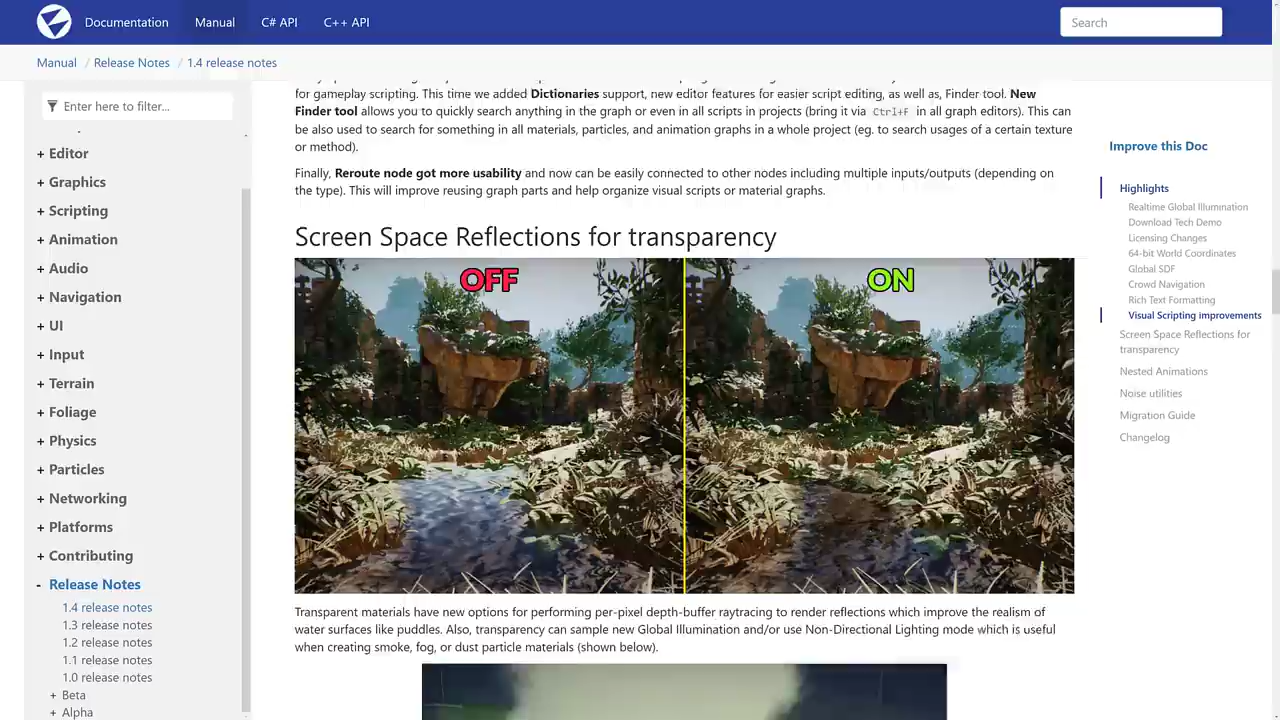 Documentation
Manual
C# API
C++ API
Search
Manual / Release Notes / 1.4 release notes
Enter here to filter...
+ Editor
+ Graphics
+ Scripting
+ Animation
+ Audio
+ Navigation
+ UI
+ Input
+ Terrain
+ Foliage
+ Physics
+ Particles
+ Networking
+ Platforms
+ Contributing
- Release Notes
1.4 release notes
1.3 release notes
1.2 release notes
1.1 release notes
1.0 release notes
+ Beta
+ Alpha
for gameplay scripting. This time we added Dictionaries support, new editor features for easier script editing, as well as, Finder tool. New
Finder tool allows you to quickly search anything in the graph or even in all scripts in projects (bring it via Ctrl+F in all graph editors). This can
be also used to search for something in all materials, particles, and animation graphs in a whole project (eg. to search usages of a certain texture
or method).
Finally, Reroute node got more usability and now can be easily connected to other nodes including multiple inputs/outputs (depending on
the type). This will improve reusing graph parts and help organize visual scripts or material graphs.
Screen Space Reflections for transparency
OFF
ON
Transparent materials have new options for performing per-pixel depth-buffer raytracing to render reflections which improve the realism of
water surfaces like puddles. Also, transparency can sample new Global Illumination and/or use Non-Directional Lighting mode which is useful
when creating smoke, fog, or dust particle materials (shown below).
Improve this Doc
Highlights
Realtime Global Illumination
Download Tech Demo
Licensing Changes
64-bit World Coordinates
Global SDF
Crowd Navigation
Rich Text Formatting
Visual Scripting improvements
Screen Space Reflections for
transparency
Nested Animations
Noise utilities
Migration Guide
Changelog